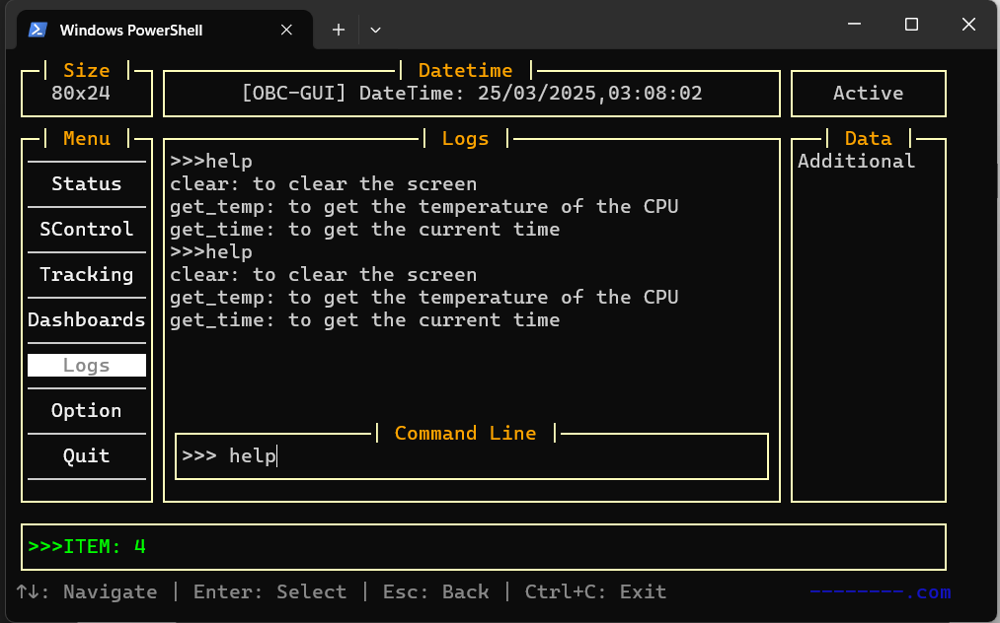 Windows PowerShell
Size
80x24
Datetime
[OBC-GUI] DateTime: 25/03/2025,03:08:02
Active
Menu
Status
SControl
Tracking
Dashboards
Logs
Option
Quit
Logs
>>>help
clear: to clear the screen
get_temp: to get the temperature of the CPU
get_time: to get the current time
>>>help
clear: to clear the screen
get_temp: to get the temperature of the CPU
get_time: to get the current time
Command Line
>>> help
Data
Additional
>>>ITEM: 4
↑↓: Navigate | Enter: Select | Esc: Back | Ctrl+C: Exit
--------.com